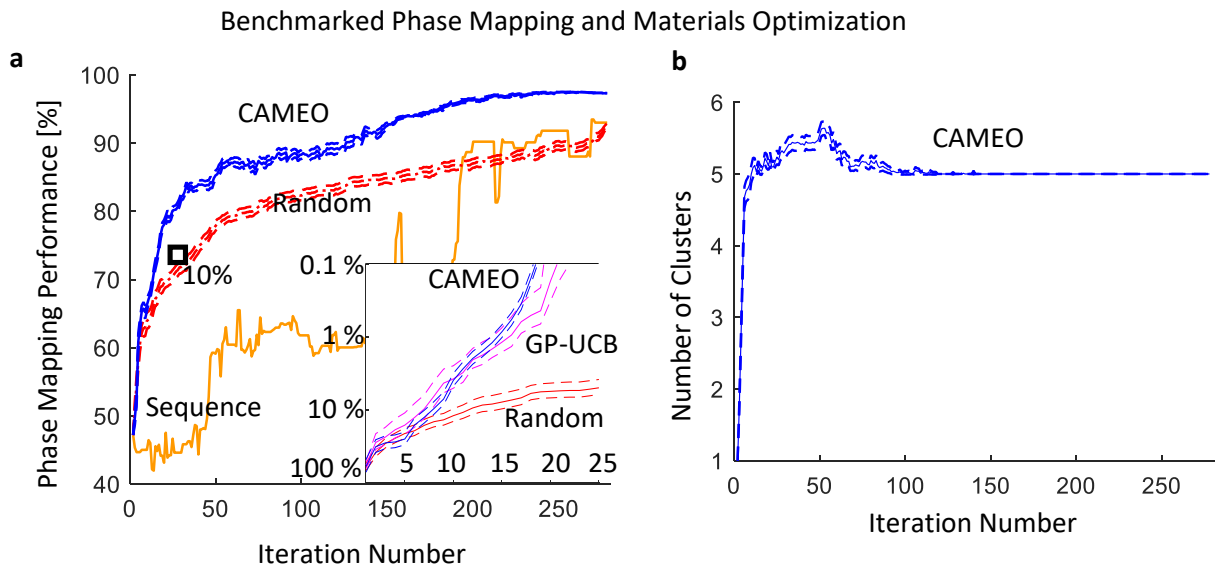 Benchmarked Phase Mapping and Materials Optimization
a
Phase Mapping Performance [%]
100
90
80
70
60
50
40
CAMEO
Random
10%
Sequence
0
50
100
150
200
250
Iteration Number
0.1 %
1 %
10 %
100 %
CAMEO
GP-UCB
Random
5
10
15
20
25
b
Number of Clusters
6
5
4
3
2
1
CAMEO
0
50
100
150
200
250
Iteration Number